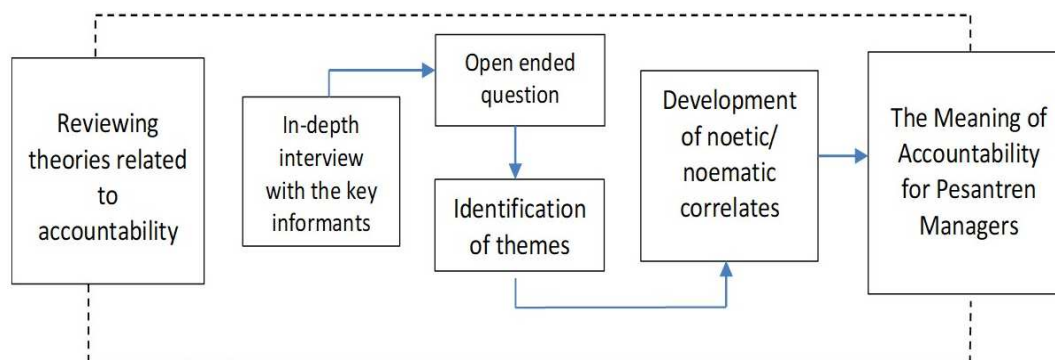 Reviewing
theories related
to
accountability
In-depth
interview
with the key
informants
Open ended
question
Identification
of themes
Development
of noetic/
noematic
correlates
The Meaning of
Accountability
for Pesantren
Managers